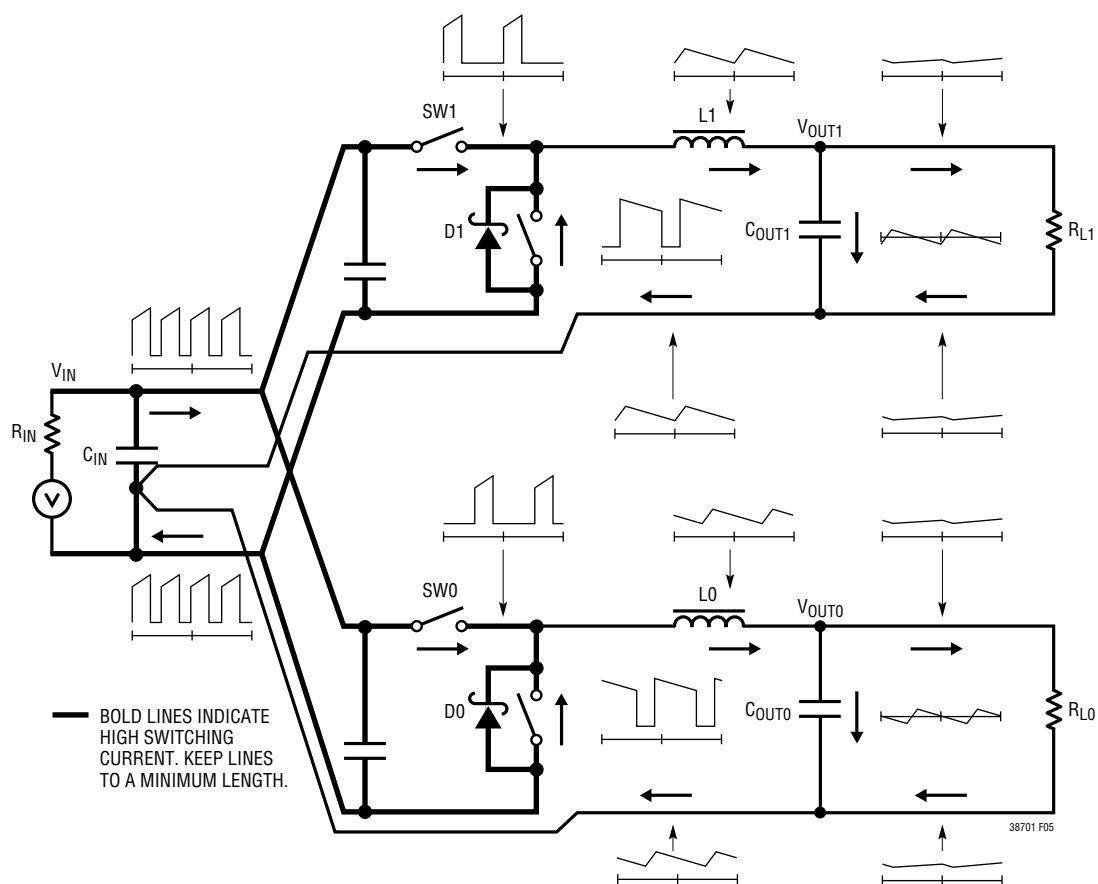 SW1
L1
VOUT1
D1
COUT1
RL1
VIN
RIN
CIN
V
SW0
L0
VOUT0
D0
COUT0
RL0
BOLD LINES INDICATE
HIGH SWITCHING
CURRENT. KEEP LINES
TO A MINIMUM LENGTH.
38701 F05